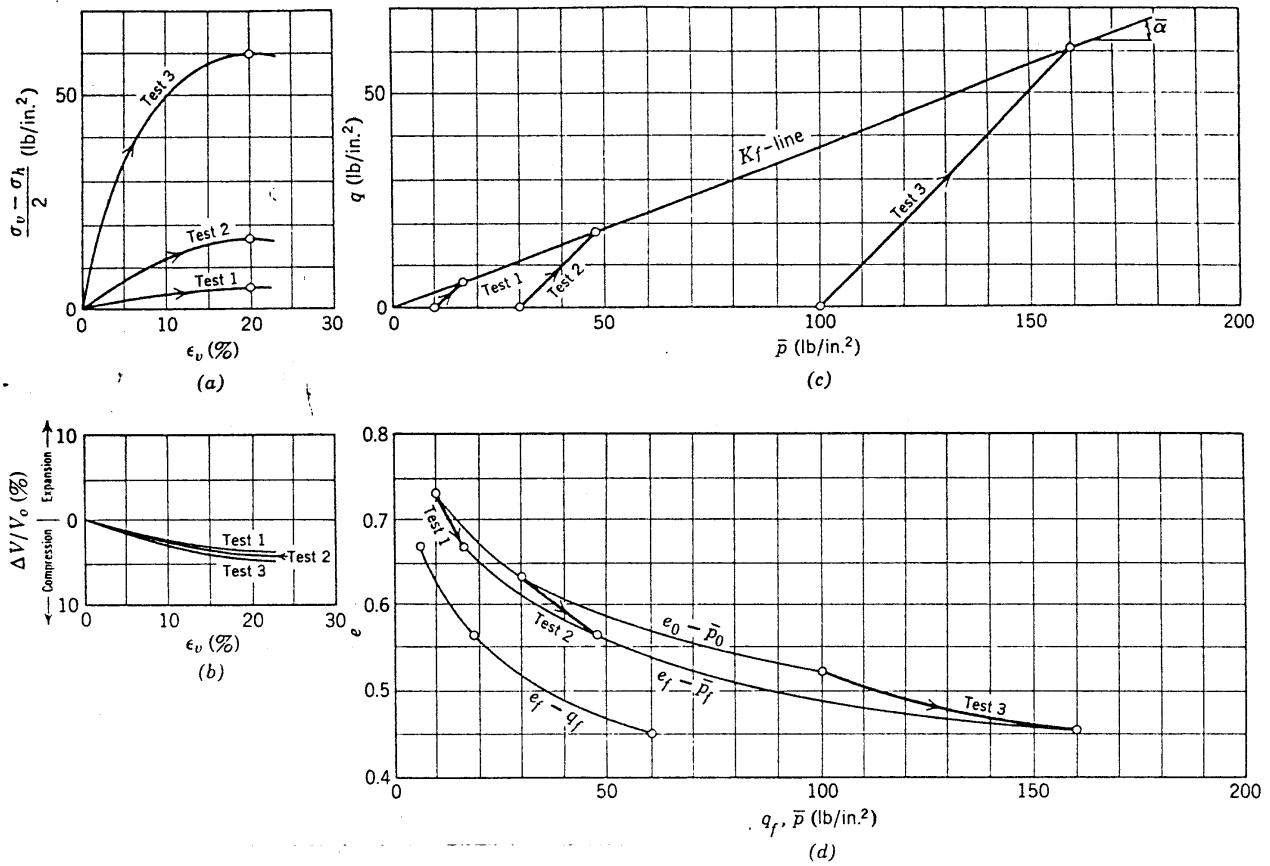 σv − σh
2
(lb/in.²)
50
0
Test 3
Test 2
Test 1
0
10
20
30
ϵv (%)
(a)
q (lb/in.²)
50
0
Kf-line
Test 1
Test 2
Test 3
ᾱ
0
50
100
150
200
p̄ (lb/in.²)
(c)
ΔV/Vo (%)
Compression
Expansion
10
0
10
Test 1
Test 2
Test 3
0
10
20
30
ϵv (%)
(b)
e
0.8
0.7
0.6
0.5
0.4
Test 1
Test 2
Test 3
e0 − p̄0
ef − p̄f
ef − qf
0
50
100
150
200
qf, p̄ (lb/in.²)
(d)